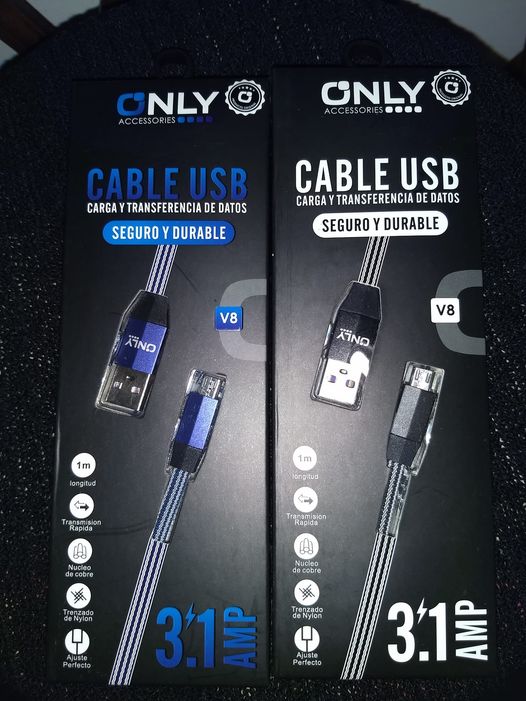 ONLY
ACCESSORIES
CABLE USB
CARGA Y TRANSFERENCIA DE DATOS
SEGURO Y DURABLE
V8
ONLY
1m
longitud
Transmision
Rapida
Nucleo
de cobre
Trenzado
de Nylon
Ajuste
Perfecto
3.1
AMP
ONLY
ACCESSORIES
CABLE USB
CARGA Y TRANSFERENCIA DE DATOS
SEGURO Y DURABLE
V8
ONLY
1m
longitud
Transmision
Rapida
Nucleo
de cobre
Trenzado
de Nylon
Ajuste
Perfecto
3.1
AMP